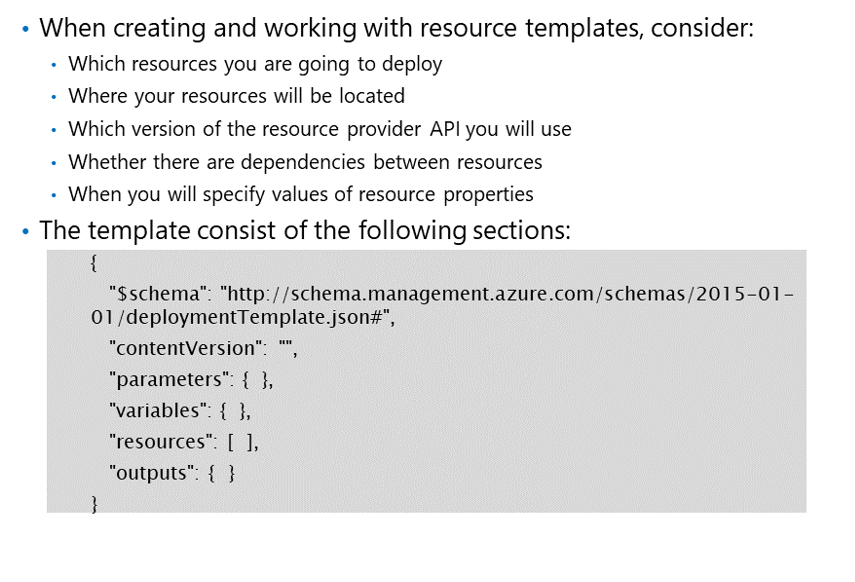 • When creating and working with resource templates, consider:
• Which resources you are going to deploy
• Where your resources will be located
• Which version of the resource provider API you will use
• Whether there are dependencies between resources
• When you will specify values of resource properties
• The template consist of the following sections:
{
"$schema": "http://schema.management.azure.com/schemas/2015-01-
01/deploymentTemplate.json#",
"contentVersion": "",
"parameters": { },
"variables": { },
"resources": [ ],
"outputs": { }
}